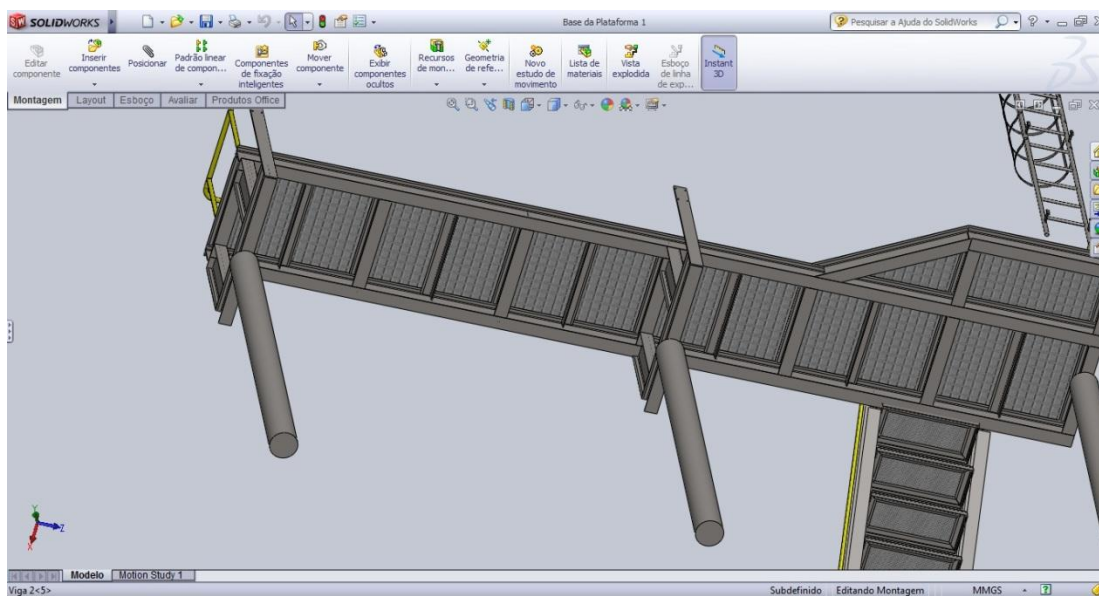 SOLIDWORKS
Base da Plataforma 1
Pesquisar a Ajuda do SolidWorks
Editar componente
Inserir componentes
Posicionar
Padrão linear de compon...
Componentes de fixação inteligentes
Mover componente
Exibir componentes ocultos
Recursos de mon...
Geometria de refe...
Novo estudo de movimento
Lista de materiais
Vista explodida
Esboço de linha de exp...
Instant 3D
Montagem
Layout
Esboço
Avaliar
Produtos Office
Y
Z
X
Modelo
Motion Study 1
Viga 2<5>
Subdefinido
Editando Montagem
MMGS